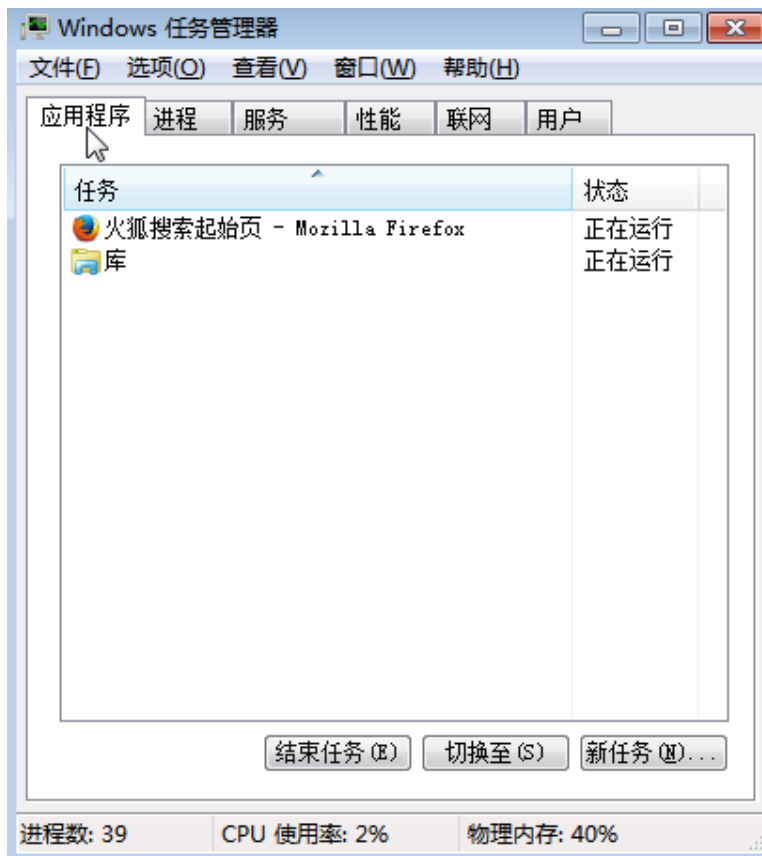 Windows 任务管理器
文件(F) 选项(O) 查看(V) 窗口(W) 帮助(H)
应用程序 进程 服务 性能 联网 用户
任务 状态
火狐搜索起始页 - Mozilla Firefox 正在运行
库 正在运行
结束任务(E) 切换至(S) 新任务(N)...
进程数: 39 CPU 使用率: 2% 物理内存: 40%